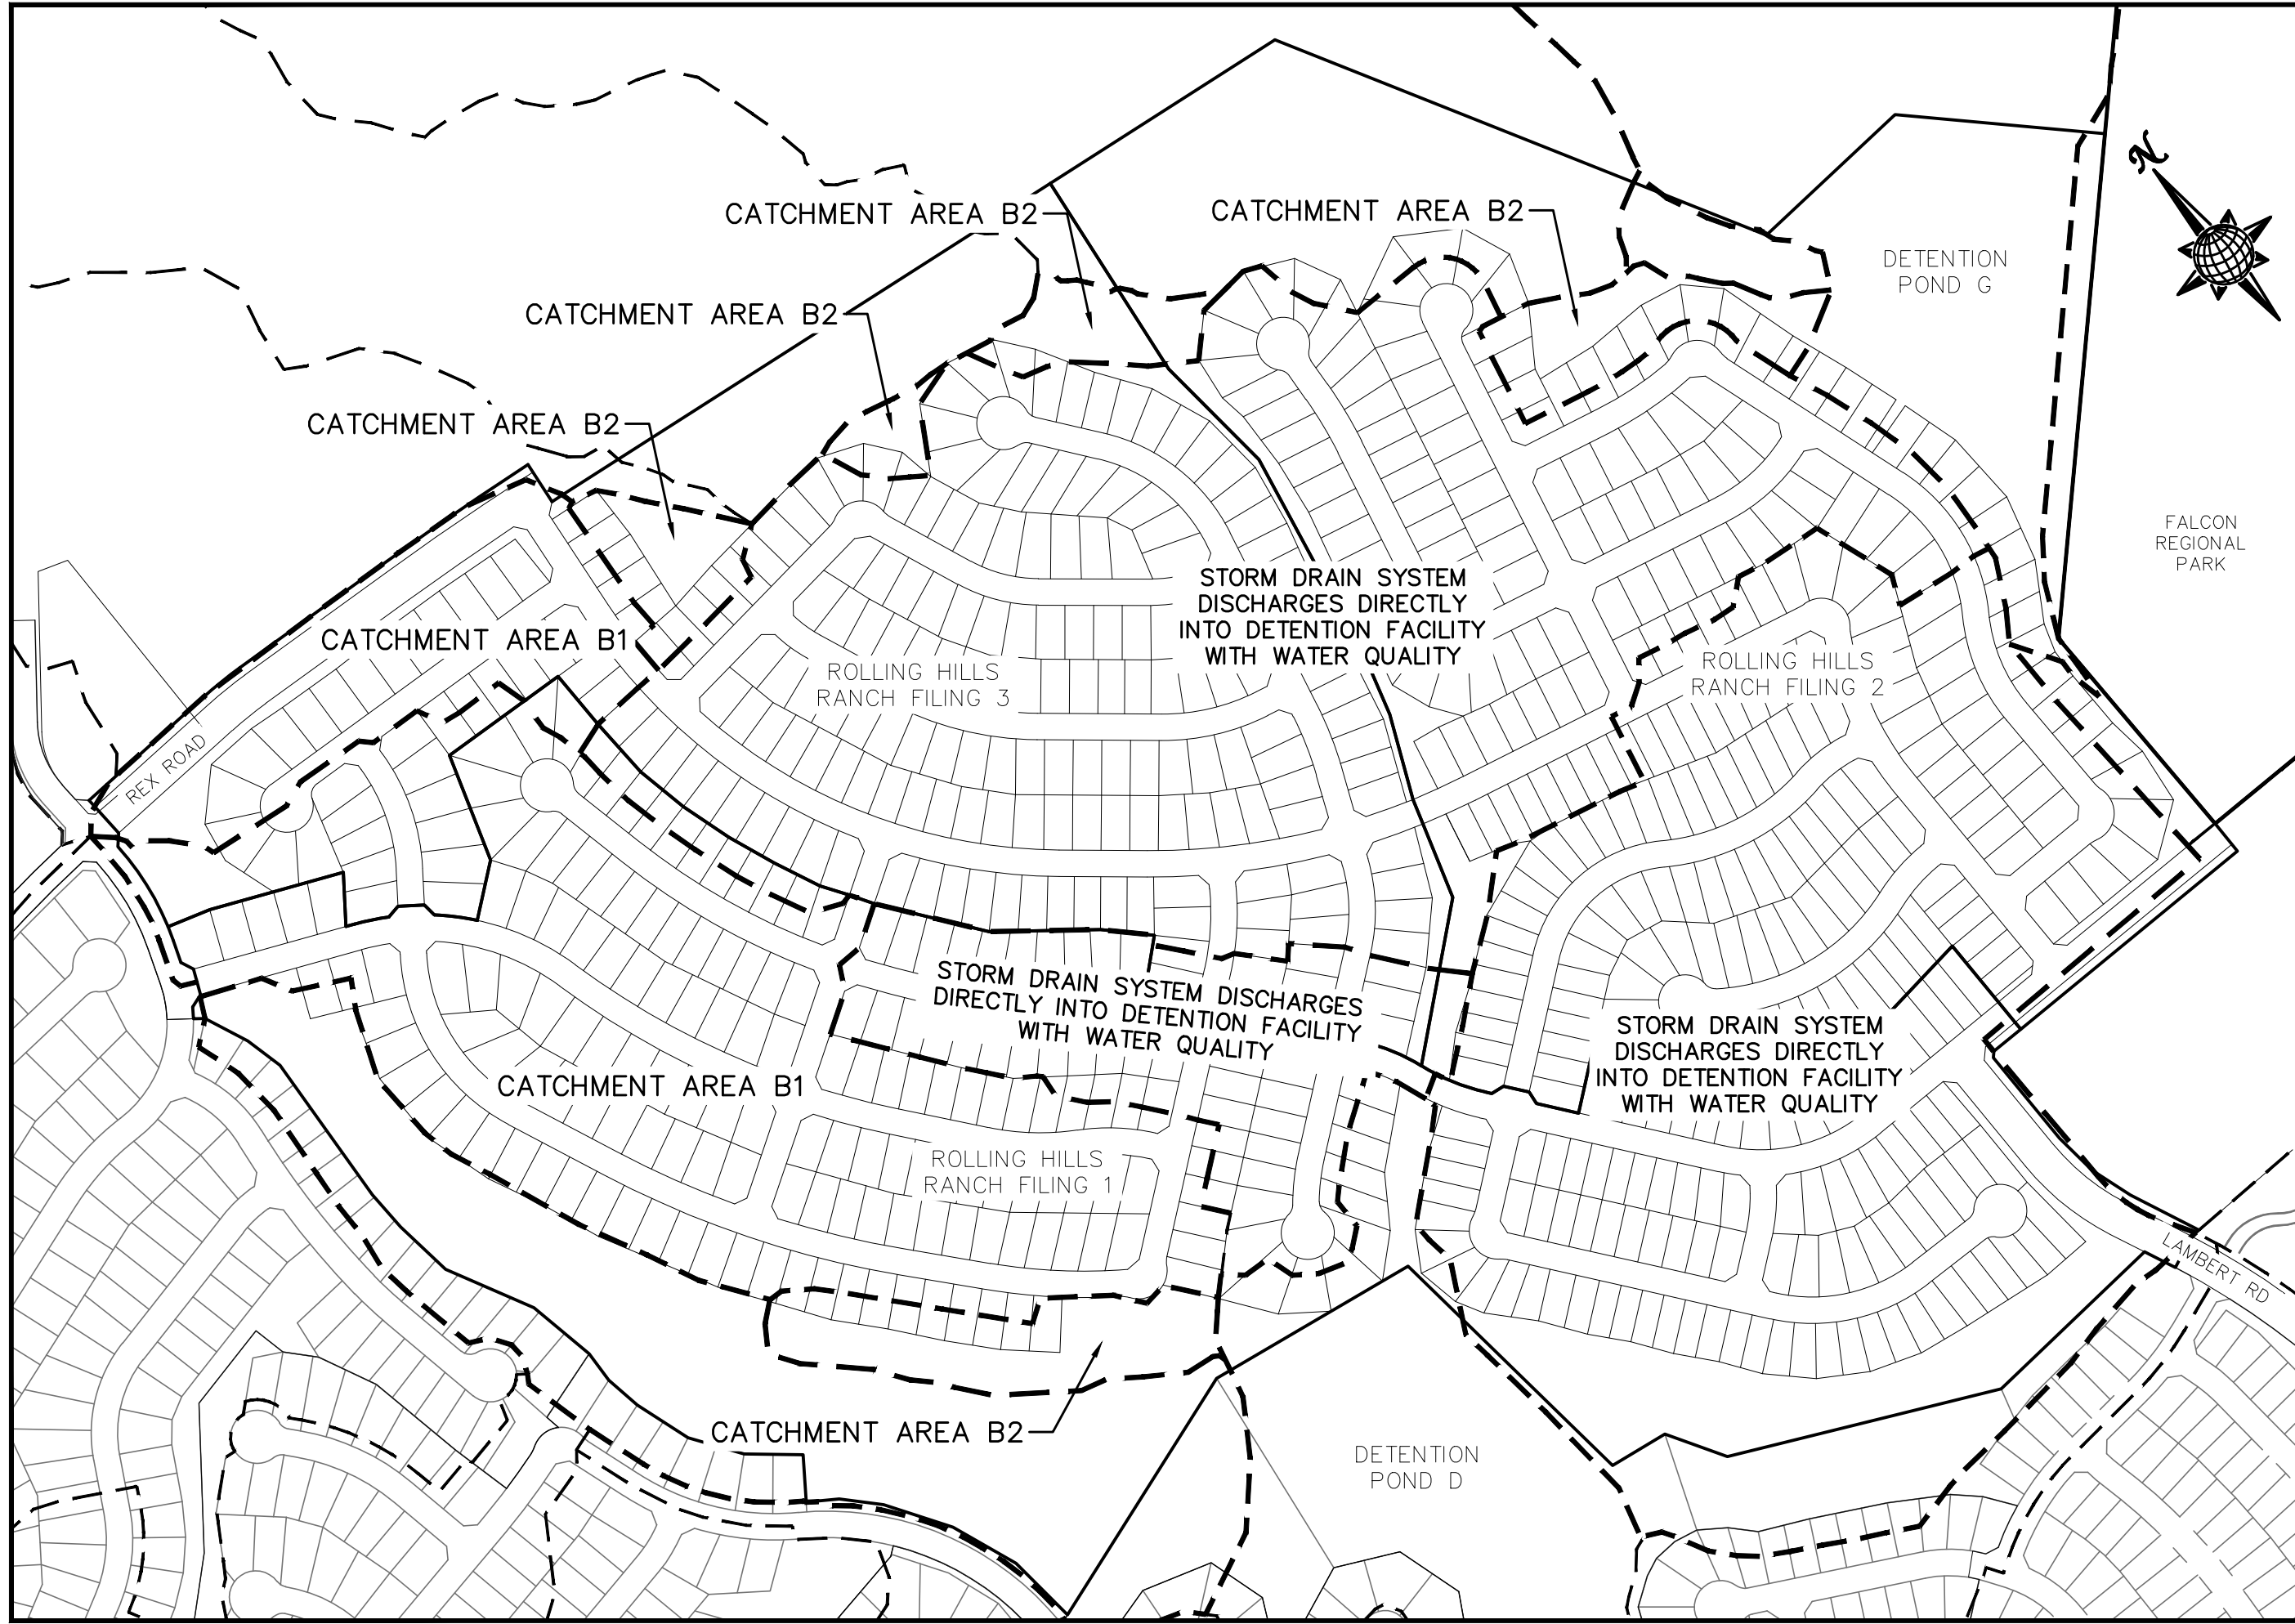 N
CATCHMENT AREA B2
CATCHMENT AREA B2
DETENTION
POND G
CATCHMENT AREA B2
CATCHMENT AREA B2
FALCON
REGIONAL
PARK
STORM DRAIN SYSTEM
DISCHARGES DIRECTLY
INTO DETENTION FACILITY
WITH WATER QUALITY
CATCHMENT AREA B1
ROLLING HILLS
RANCH FILING 3
ROLLING HILLS
RANCH FILING 2
REX ROAD
STORM DRAIN SYSTEM DISCHARGES
DIRECTLY INTO DETENTION FACILITY
WITH WATER QUALITY
STORM DRAIN SYSTEM
DISCHARGES DIRECTLY
INTO DETENTION FACILITY
WITH WATER QUALITY
CATCHMENT AREA B1
ROLLING HILLS
RANCH FILING 1
LAMBERT RD
CATCHMENT AREA B2
DETENTION
POND D